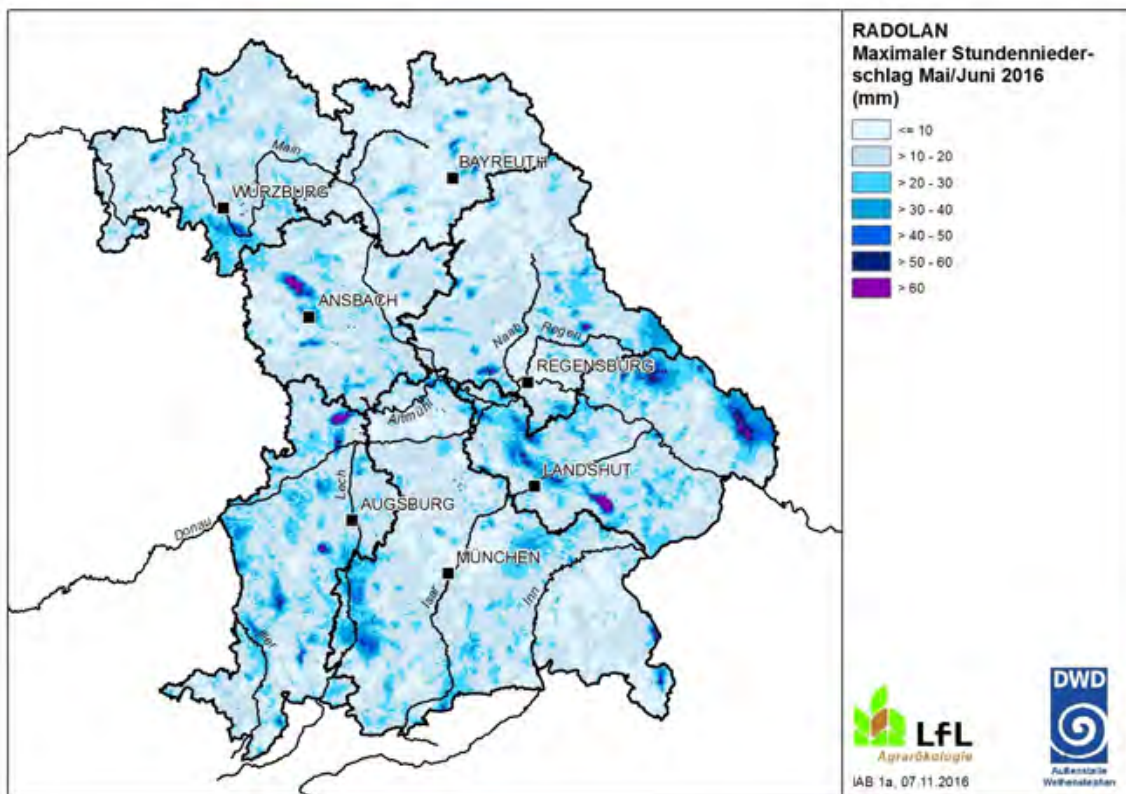 RADOLAN
Maximaler Stundennieder-
schlag Mai/Juni 2016
(mm)
<= 10
> 10 - 20
> 20 - 30
> 30 - 40
> 40 - 50
> 50 - 60
> 60
Main
BAYREUTH
WÜRZBURG
ANSBACH
Naab
Regen
REGENSBURG
Altmühl
LANDSHUT
Lech
AUGSBURG
Donau
MÜNCHEN
Isar
Inn
Iller
LfL
Agrarökologie
IAB 1a, 07.11.2016
DWD
Außenstelle
Weihenstephan